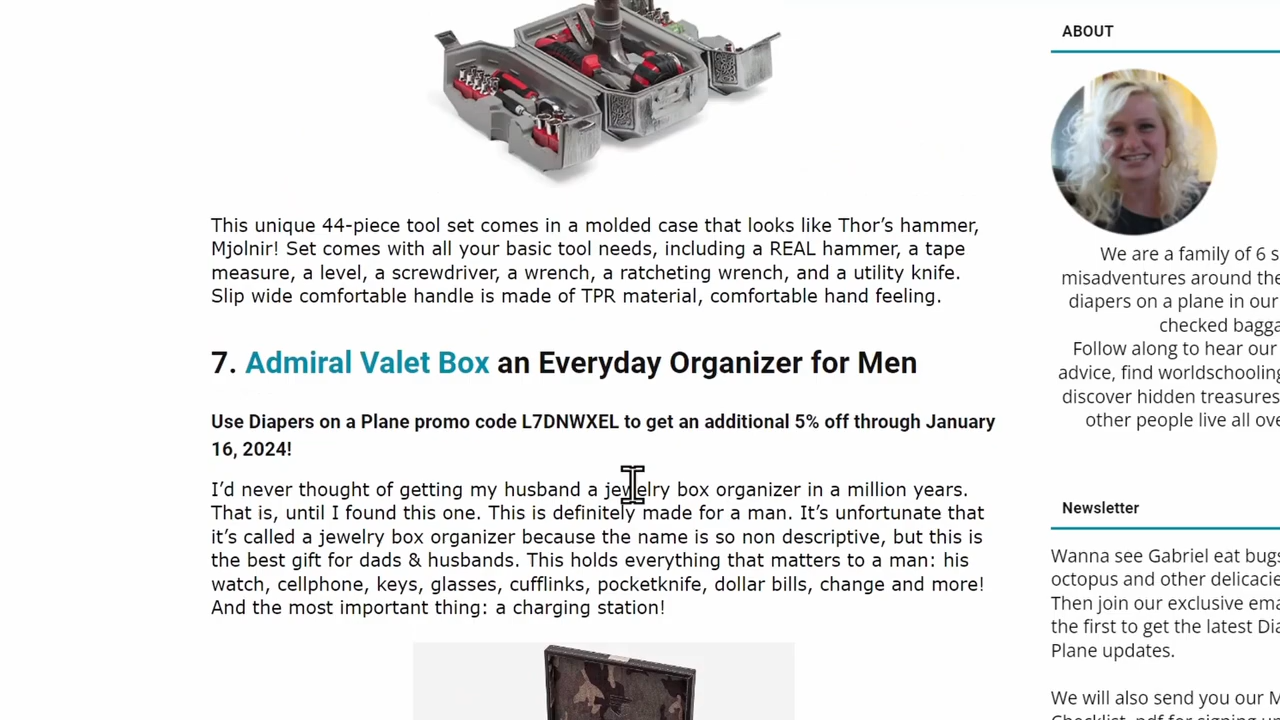 This unique 44-piece tool set comes in a molded case that looks like Thor’s hammer,
Mjolnir! Set comes with all your basic tool needs, including a REAL hammer, a tape
measure, a level, a screwdriver, a wrench, a ratcheting wrench, and a utility knife.
Slip wide comfortable handle is made of TPR material, comfortable hand feeling.
7. Admiral Valet Box an Everyday Organizer for Men
Use Diapers on a Plane promo code L7DNWXEL to get an additional 5% off through January
16, 2024!
I’d never thought of getting my husband a jewelry box organizer in a million years.
That is, until I found this one. This is definitely made for a man. It’s unfortunate that
it’s called a jewelry box organizer because the name is so non descriptive, but this is
the best gift for dads & husbands. This holds everything that matters to a man: his
watch, cellphone, keys, glasses, cufflinks, pocketknife, dollar bills, change and more!
And the most important thing: a charging station!
ABOUT
We are a family of 6 s
misadventures around the
diapers on a plane in our
checked bagga
Follow along to hear our
advice, find worldschooling
discover hidden treasures
other people live all ove
Newsletter
Wanna see Gabriel eat bugs
octopus and other delicacie
Then join our exclusive ema
the first to get the latest Dia
Plane updates.
We will also send you our M
Checklist .pdf for signing up